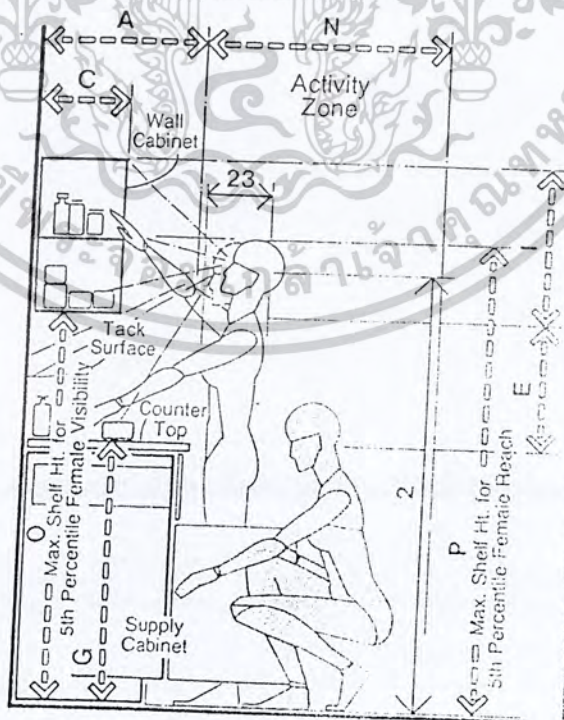 A
N
C
Activity
Zone
Wall
Cabinet
23
Tack
Surface
Counter
Top
E
O
Max. Shelf Ht. for
5th Percentile Female Visibility
G
2
P
Max. Shelf Ht. for
5th Percentile Female Reach
Supply
Cabinet